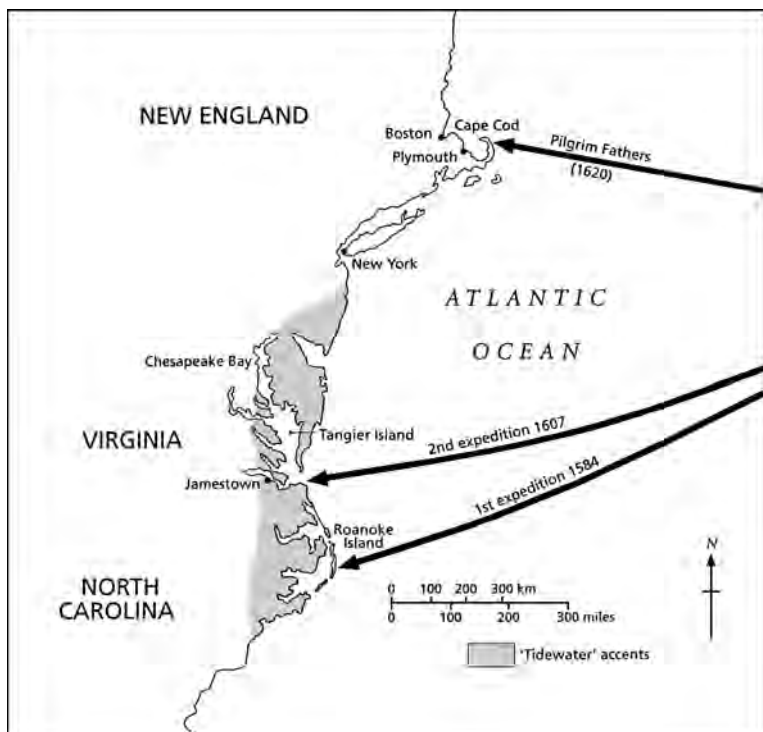 NEW ENGLAND
Boston
Cape Cod
Plymouth
Pilgrim Fathers
(1620)
New York
ATLANTIC
OCEAN
Chesapeake Bay
VIRGINIA
Tangier Island
2nd expedition 1607
Jamestown
1st expedition 1584
Roanoke
Island
NORTH
CAROLINA
N
0 100 200 300 km
0 100 200 300 miles
'Tidewater' accents